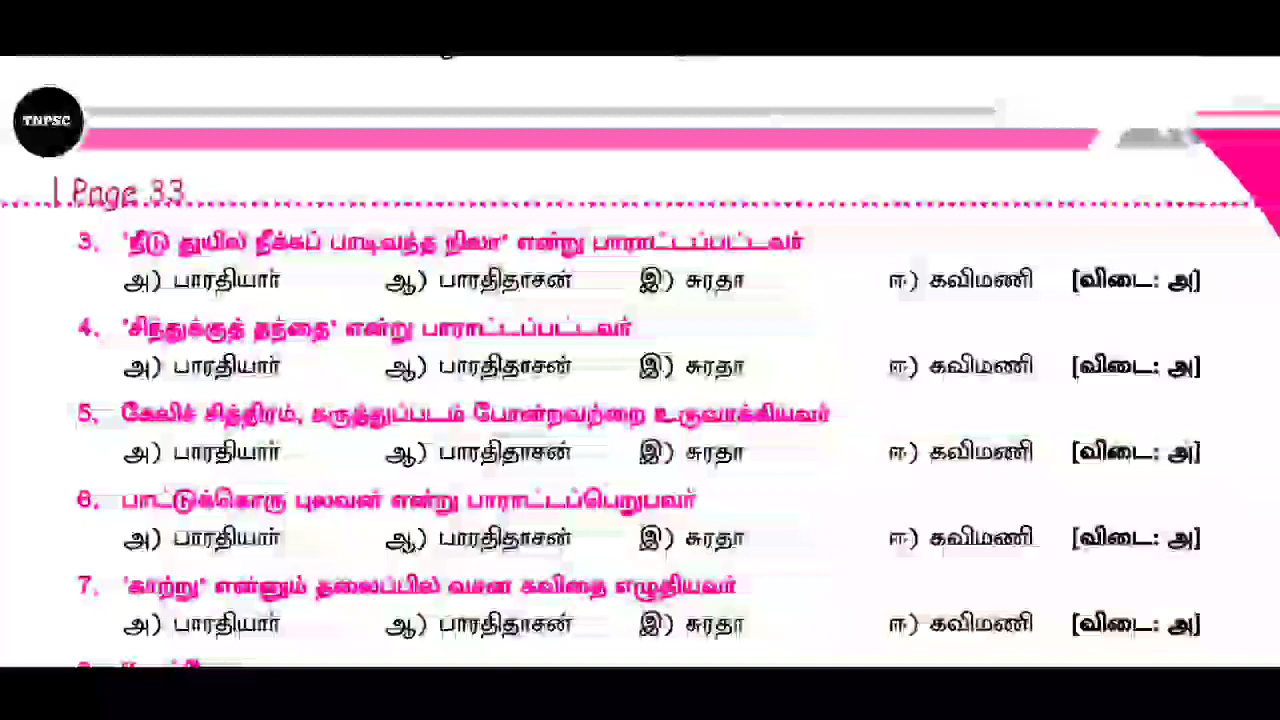 TNPSC
| Page 33
3. 'நீடு துயில் நீக்கப் பாடிவந்த நிலா' என்று பாராட்டப்பட்டவர்
அ) பாரதியார் ஆ) பாரதிதாசன் இ) சுரதா ஈ) கவிமணி [விடை: அ]
4. 'சிந்துக்குத் தந்தை' என்று பாராட்டப்பட்டவர்
அ) பாரதியார் ஆ) பாரதிதாசன் இ) சுரதா ஈ) கவிமணி [விடை: அ]
5. கேலிச் சித்திரம், கருத்துப்படம் போன்றவற்றை உருவாக்கியவர்
அ) பாரதியார் ஆ) பாரதிதாசன் இ) சுரதா ஈ) கவிமணி [விடை: அ]
6. பாட்டுக்கொரு புலவன் என்று பாராட்டப்பெறுபவர்
அ) பாரதியார் ஆ) பாரதிதாசன் இ) சுரதா ஈ) கவிமணி [விடை: அ]
7. 'காற்று' என்னும் தலைப்பில் வசன கவிதை எழுதியவர்
அ) பாரதியார் ஆ) பாரதிதாசன் இ) சுரதா ஈ) கவிமணி [விடை: அ]